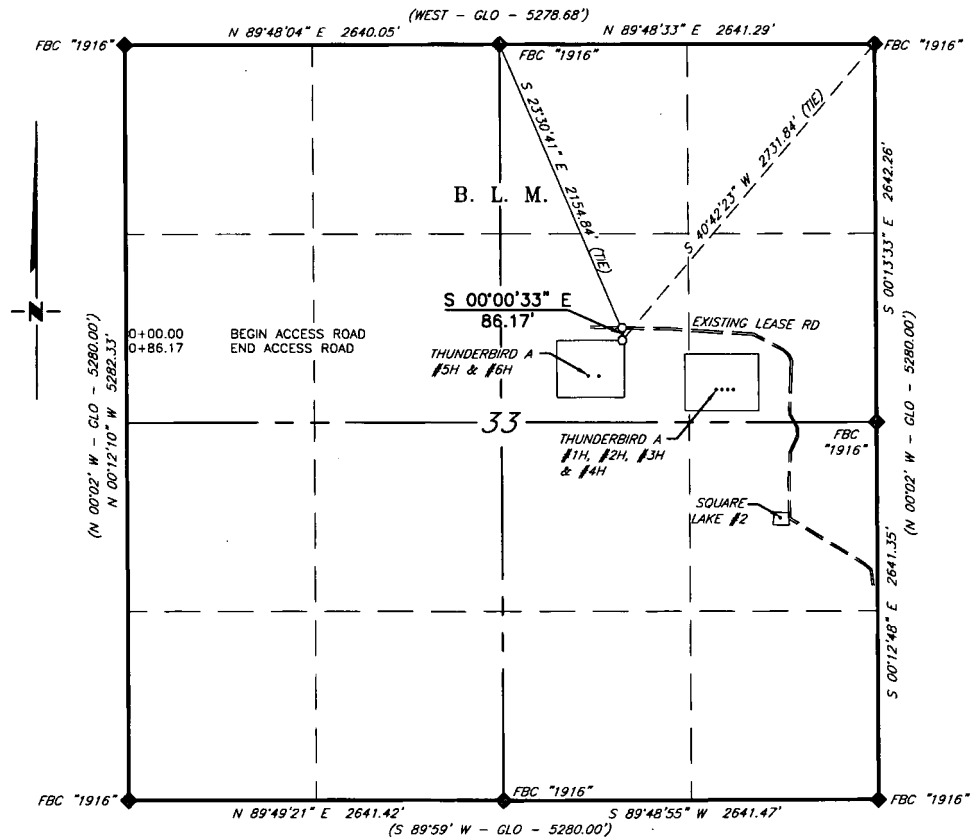 (WEST - GLO - 5278.68')
N 89°48'04" E 2640.05'
N 89°48'33" E 2641.29'
FBC "1916"
FBC "1916"
FBC "1916"
S 23°30'41" E 2154.84' (TIE)
S 40°42'23" W 2731.84' (TIE)
S 00°13'33" E 2642.26'
B. L. M.
N
S 00°00'33" E
86.17'
EXISTING LEASE RD
0+00.00 BEGIN ACCESS ROAD
0+86.17 END ACCESS ROAD
THUNDERBIRD A
#5H & #6H
(N 00°02' W - GLO - 5280.00')
N 00°12'10" W 5282.33'
(N 00°02' W - GLO - 5280.00')
33
THUNDERBIRD A
#1H, #2H, #3H
& #4H
FBC
"1916"
SQUARE
LAKE #2
S 00°12'48" E 2641.35'
FBC "1916"
FBC "1916"
FBC "1916"
N 89°49'21" E 2641.42'
S 89°48'55" W 2641.47'
(S 89°59' W - GLO - 5280.00')